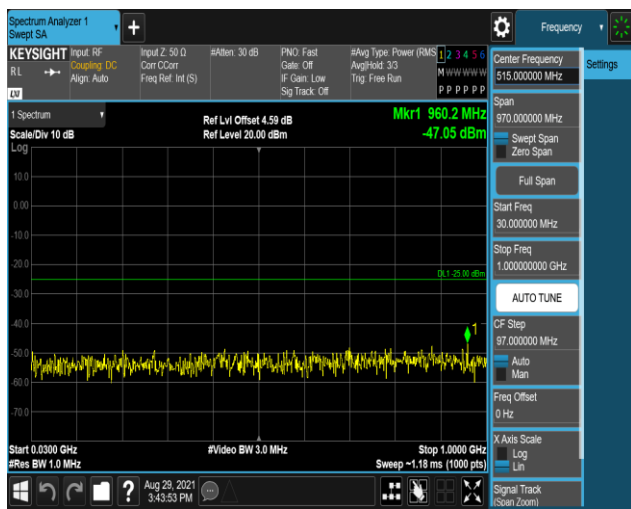 Spectrum Analyzer 1
Swept SA
Frequency
KEYSIGHT
RL
LXI
Input: RF
Coupling: DC
Align: Auto
Input Z: 50 Ω
Corr CCorr
Freq Ref: Int (S)
#Atten: 30 dB
PNO: Fast
Gate: Off
IF Gain: Low
Sig Track: Off
#Avg Type: Power (RMS
Avg|Hold: 3/3
Trig: Free Run
1 2 3 4 5 6
M W W W W W
P P P P P P
Center Frequency
515.000000 MHz
Settings
1 Spectrum
Scale/Div 10 dB
Log
Ref Lvl Offset 4.59 dB
Ref Level 20.00 dBm
Mkr1 960.2 MHz
-47.05 dBm
Span
970.000000 MHz
Swept Span
Zero Span
Full Span
Start Freq
30.000000 MHz
Stop Freq
1.000000000 GHz
AUTO TUNE
CF Step
97.000000 MHz
Auto
Man
Freq Offset
0 Hz
X Axis Scale
Log
Lin
Signal Track
(Span Zoom)
10.0
0.00
-10.0
-20.0
DL1 -25.00 dBm
-30.0
-40.0
1
-50.0
-60.0
-70.0
Start 0.0300 GHz
#Res BW 1.0 MHz
#Video BW 3.0 MHz
Stop 1.0000 GHz
Sweep ~1.18 ms (1000 pts)
?
Aug 29, 2021
3:43:53 PM